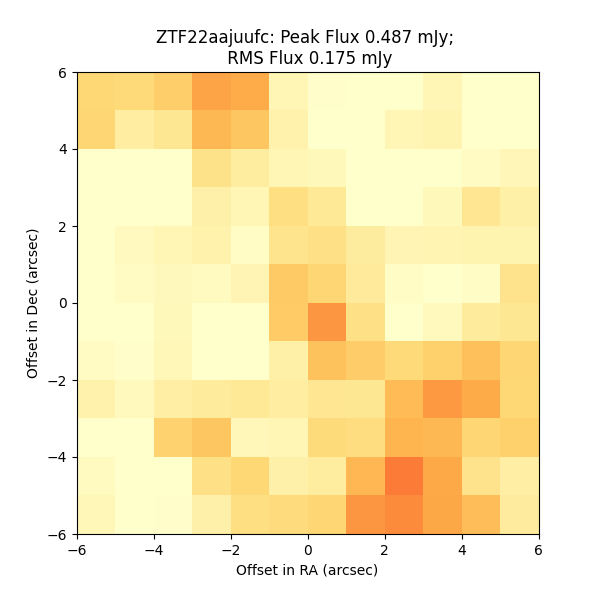 ZTF22aajuufc: Peak Flux 0.487 mJy;
RMS Flux 0.175 mJy
6
4
2
0
−2
−4
−6
Offset in Dec (arcsec)
−6 −4 −2 0 2 4 6
Offset in RA (arcsec)